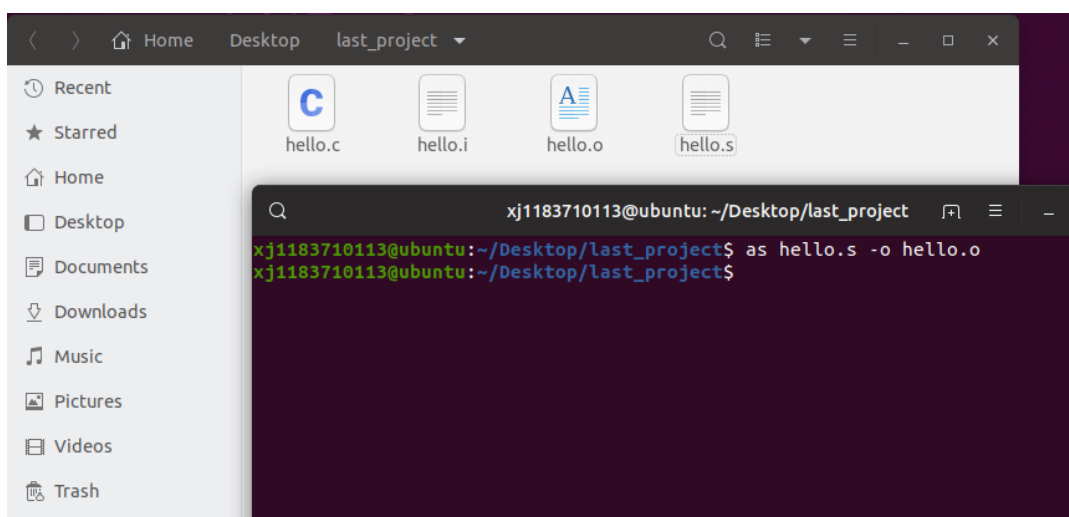 Home Desktop last_project
Recent
Starred
Home
Desktop
Documents
Downloads
Music
Pictures
Videos
Trash
hello.c hello.i hello.o hello.s
xj1183710113@ubuntu: ~/Desktop/last_project
xj1183710113@ubuntu:~/Desktop/last_project$ as hello.s -o hello.o
xj1183710113@ubuntu:~/Desktop/last_project$